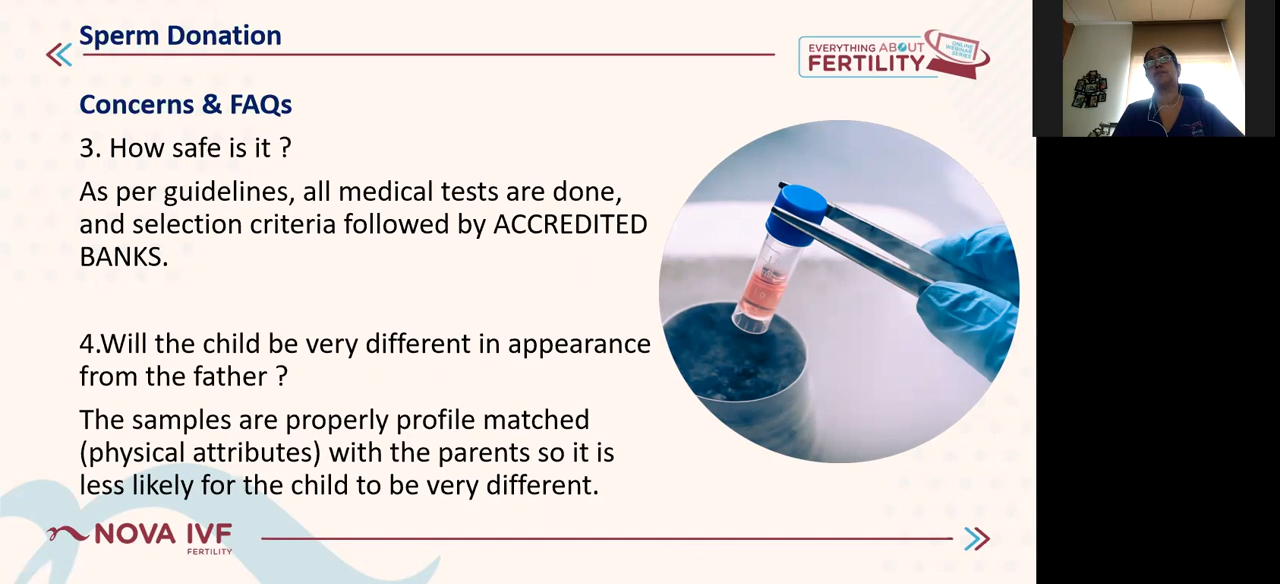 Sperm Donation
EVERYTHING ABOUT
FERTILITY
ONLINE
WEBINAR
SERIES
Concerns & FAQs
3. How safe is it ?
As per guidelines, all medical tests are done,
and selection criteria followed by ACCREDITED
BANKS.
4.Will the child be very different in appearance
from the father ?
The samples are properly profile matched
(physical attributes) with the parents so it is
less likely for the child to be very different.
NOVA IVF
FERTILITY